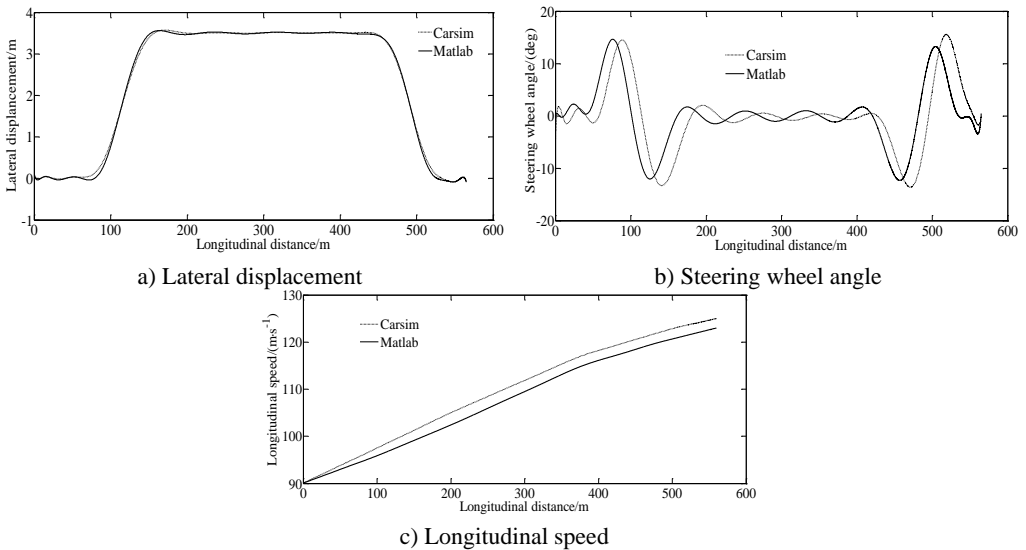 4
3
2
1
0
-1
Lateral displancement/m
Carsim
Matlab
0 100 200 300 400 500 600
Longitudinal distance/m
a) Lateral displacement
20
10
0
-10
-20
Steering wheel angle/(deg)
Carsim
Matlab
0 100 200 300 400 500 600
Longitudinal distance/m
b) Steering wheel angle
130
120
110
100
90
Longitudinal speed/(m·s⁻¹)
Carsim
Matlab
0 100 200 300 400 500 600
Longitudinal distance/m
c) Longitudinal speed